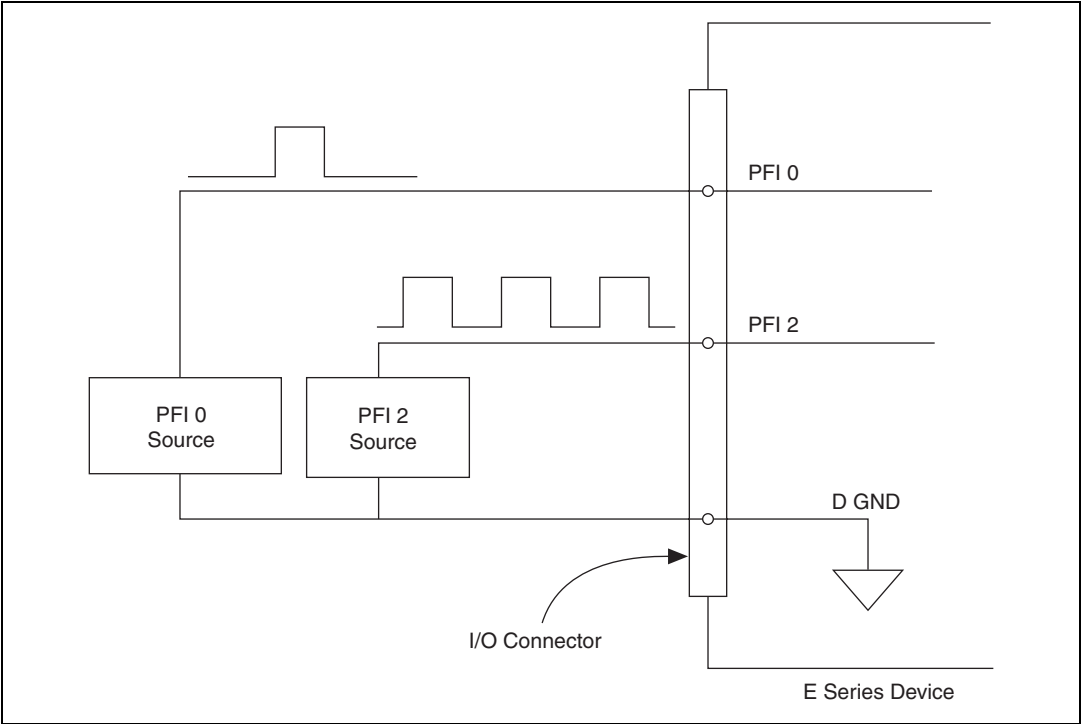 PFI 0
PFI 2
PFI 0
Source
PFI 2
Source
D GND
I/O Connector
E Series Device